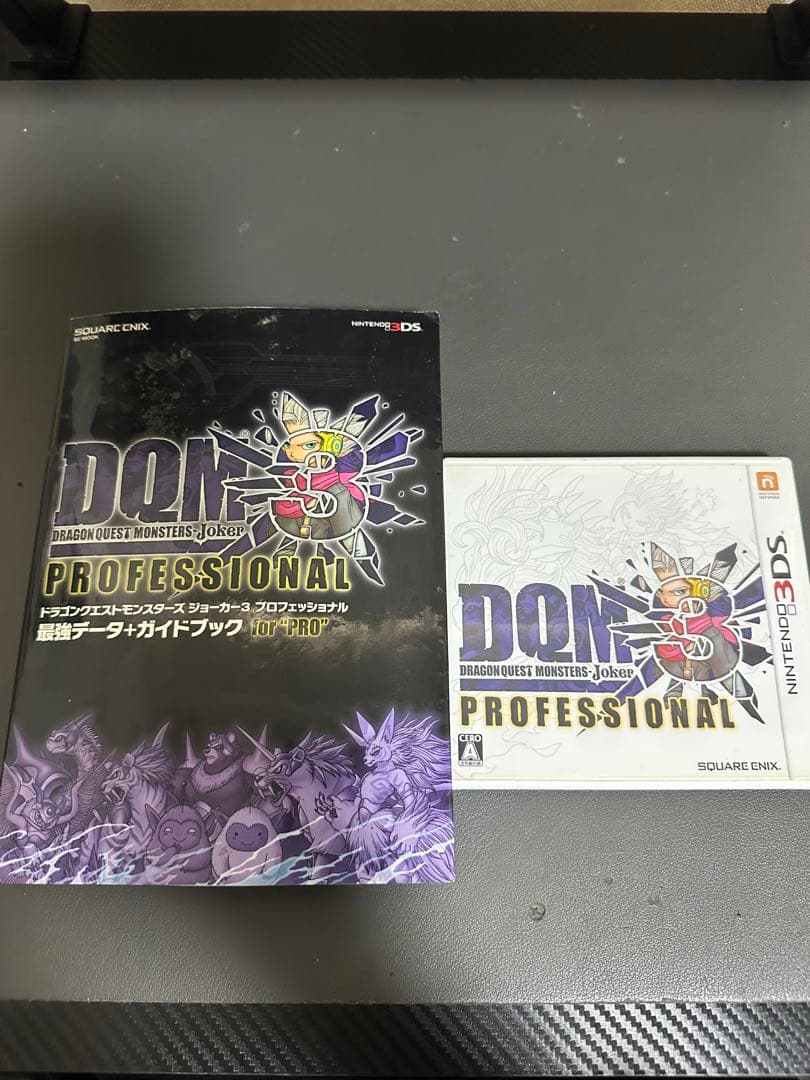 SQUARE ENIX.
SE-MOOK
NINTENDO 3DS
DQM®3
DRAGON QUEST MONSTERS-Joker
PROFESSIONAL
ドラゴンクエストモンスターズ ジョーカー3 プロフェッショナル
最強データ+ガイドブック for "PRO"
NINTENDO NETWORK
NINTENDO 3DS
DQM®3
DRAGON QUEST MONSTERS-Joker
PROFESSIONAL
CERO
A
SQUARE ENIX.